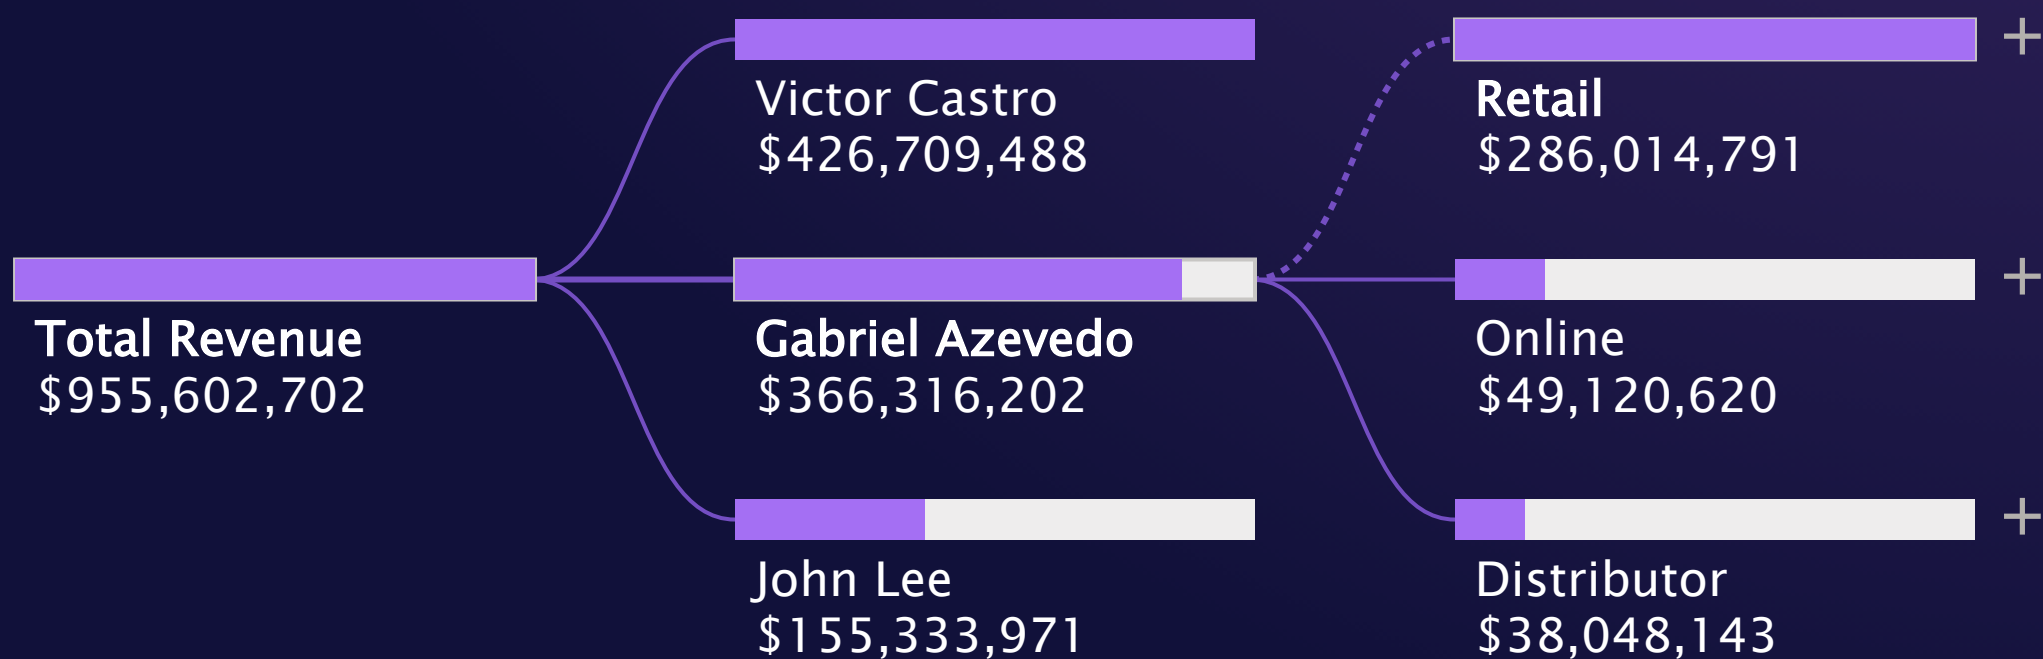 Total Revenue
$955,602,702
Victor Castro
$426,709,488
Gabriel Azevedo
$366,316,202
John Lee
$155,333,971
Retail
$286,014,791
Online
$49,120,620
Distributor
$38,048,143